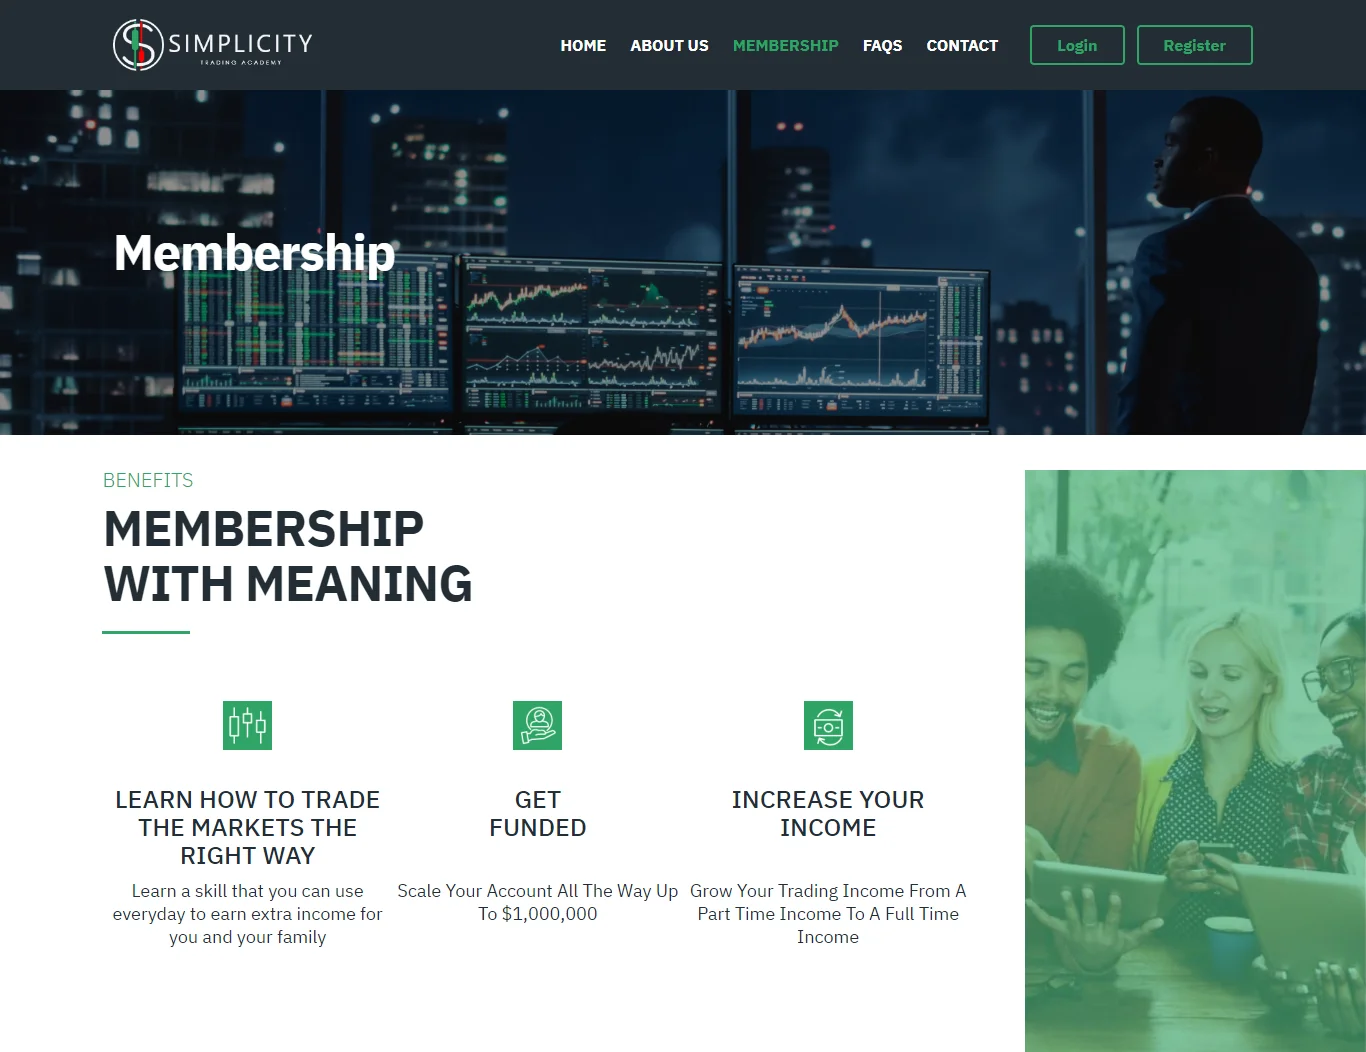 SIMPLICITY
TRADING ACADEMY
HOME ABOUT US MEMBERSHIP FAQS CONTACT Login Register
Membership
BENEFITS
MEMBERSHIP
WITH MEANING
LEARN HOW TO TRADE
THE MARKETS THE
RIGHT WAY
Learn a skill that you can use
everyday to earn extra income for
you and your family
GET
FUNDED
Scale Your Account All The Way Up
To $1,000,000
INCREASE YOUR
INCOME
Grow Your Trading Income From A
Part Time Income To A Full Time
Income